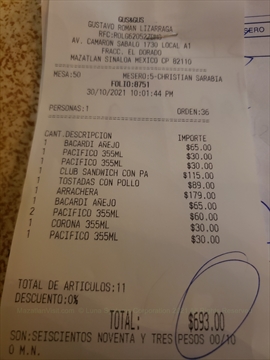 GUSAGUS
GUSTAVO ROMAN LIZARRAGA
AV. CAMARON SABALO 1730 LOCAL A1
FRACC. EL DORADO
MAZATLAN SINALOA MEXICO CP 82110
MESA:50 MESERO:5-CHRISTIAN SARABIA
FOLIO:8751
30/10/2021 10:01:44 PM
PERSONAS:1 ORDEN:36
CANT.DESCRIPCION IMPORTE
1 BACARDI AÑEJO $65.00
1 PACIFICO 355ML $30.00
1 PACIFICO 355ML $30.00
1 CLUB SANDWICH CON PA $115.00
1 TOSTADAS CON POLLO $89.00
1 ARRACHERA $179.00
1 BACARDI AÑEJO $65.00
2 PACIFICO 355ML $60.00
1 CORONA 355ML $30.00
1 PACIFICO 355ML $30.00
TOTAL DE ARTICULOS:11
DESCUENTO:0%
TOTAL: $693.00
SON:SEISCIENTOS NOVENTA Y TRES PESOS 00/10
0 M.N.
SERO